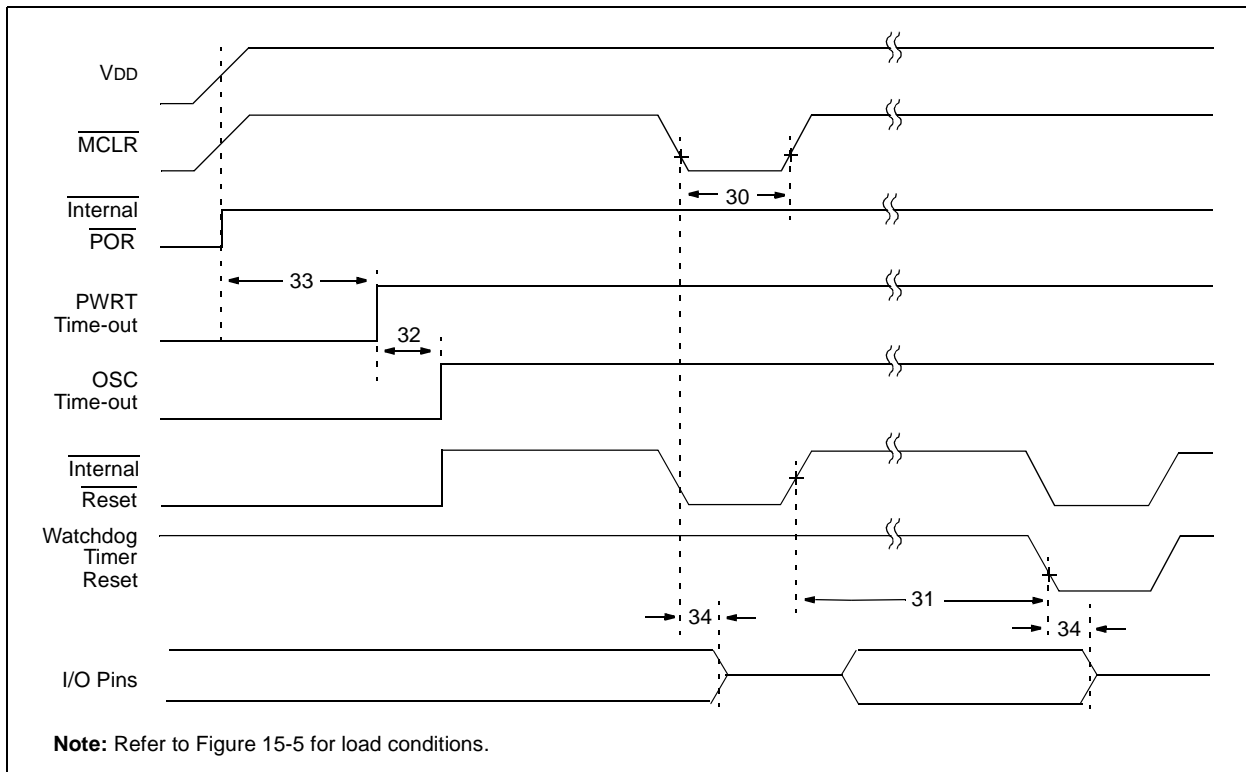 VDD
MCLR
Internal
POR
30
33
PWRT
Time-out
32
OSC
Time-out
Internal
Reset
Watchdog
Timer
Reset
31
34
34
I/O Pins
Note: Refer to Figure 15-5 for load conditions.